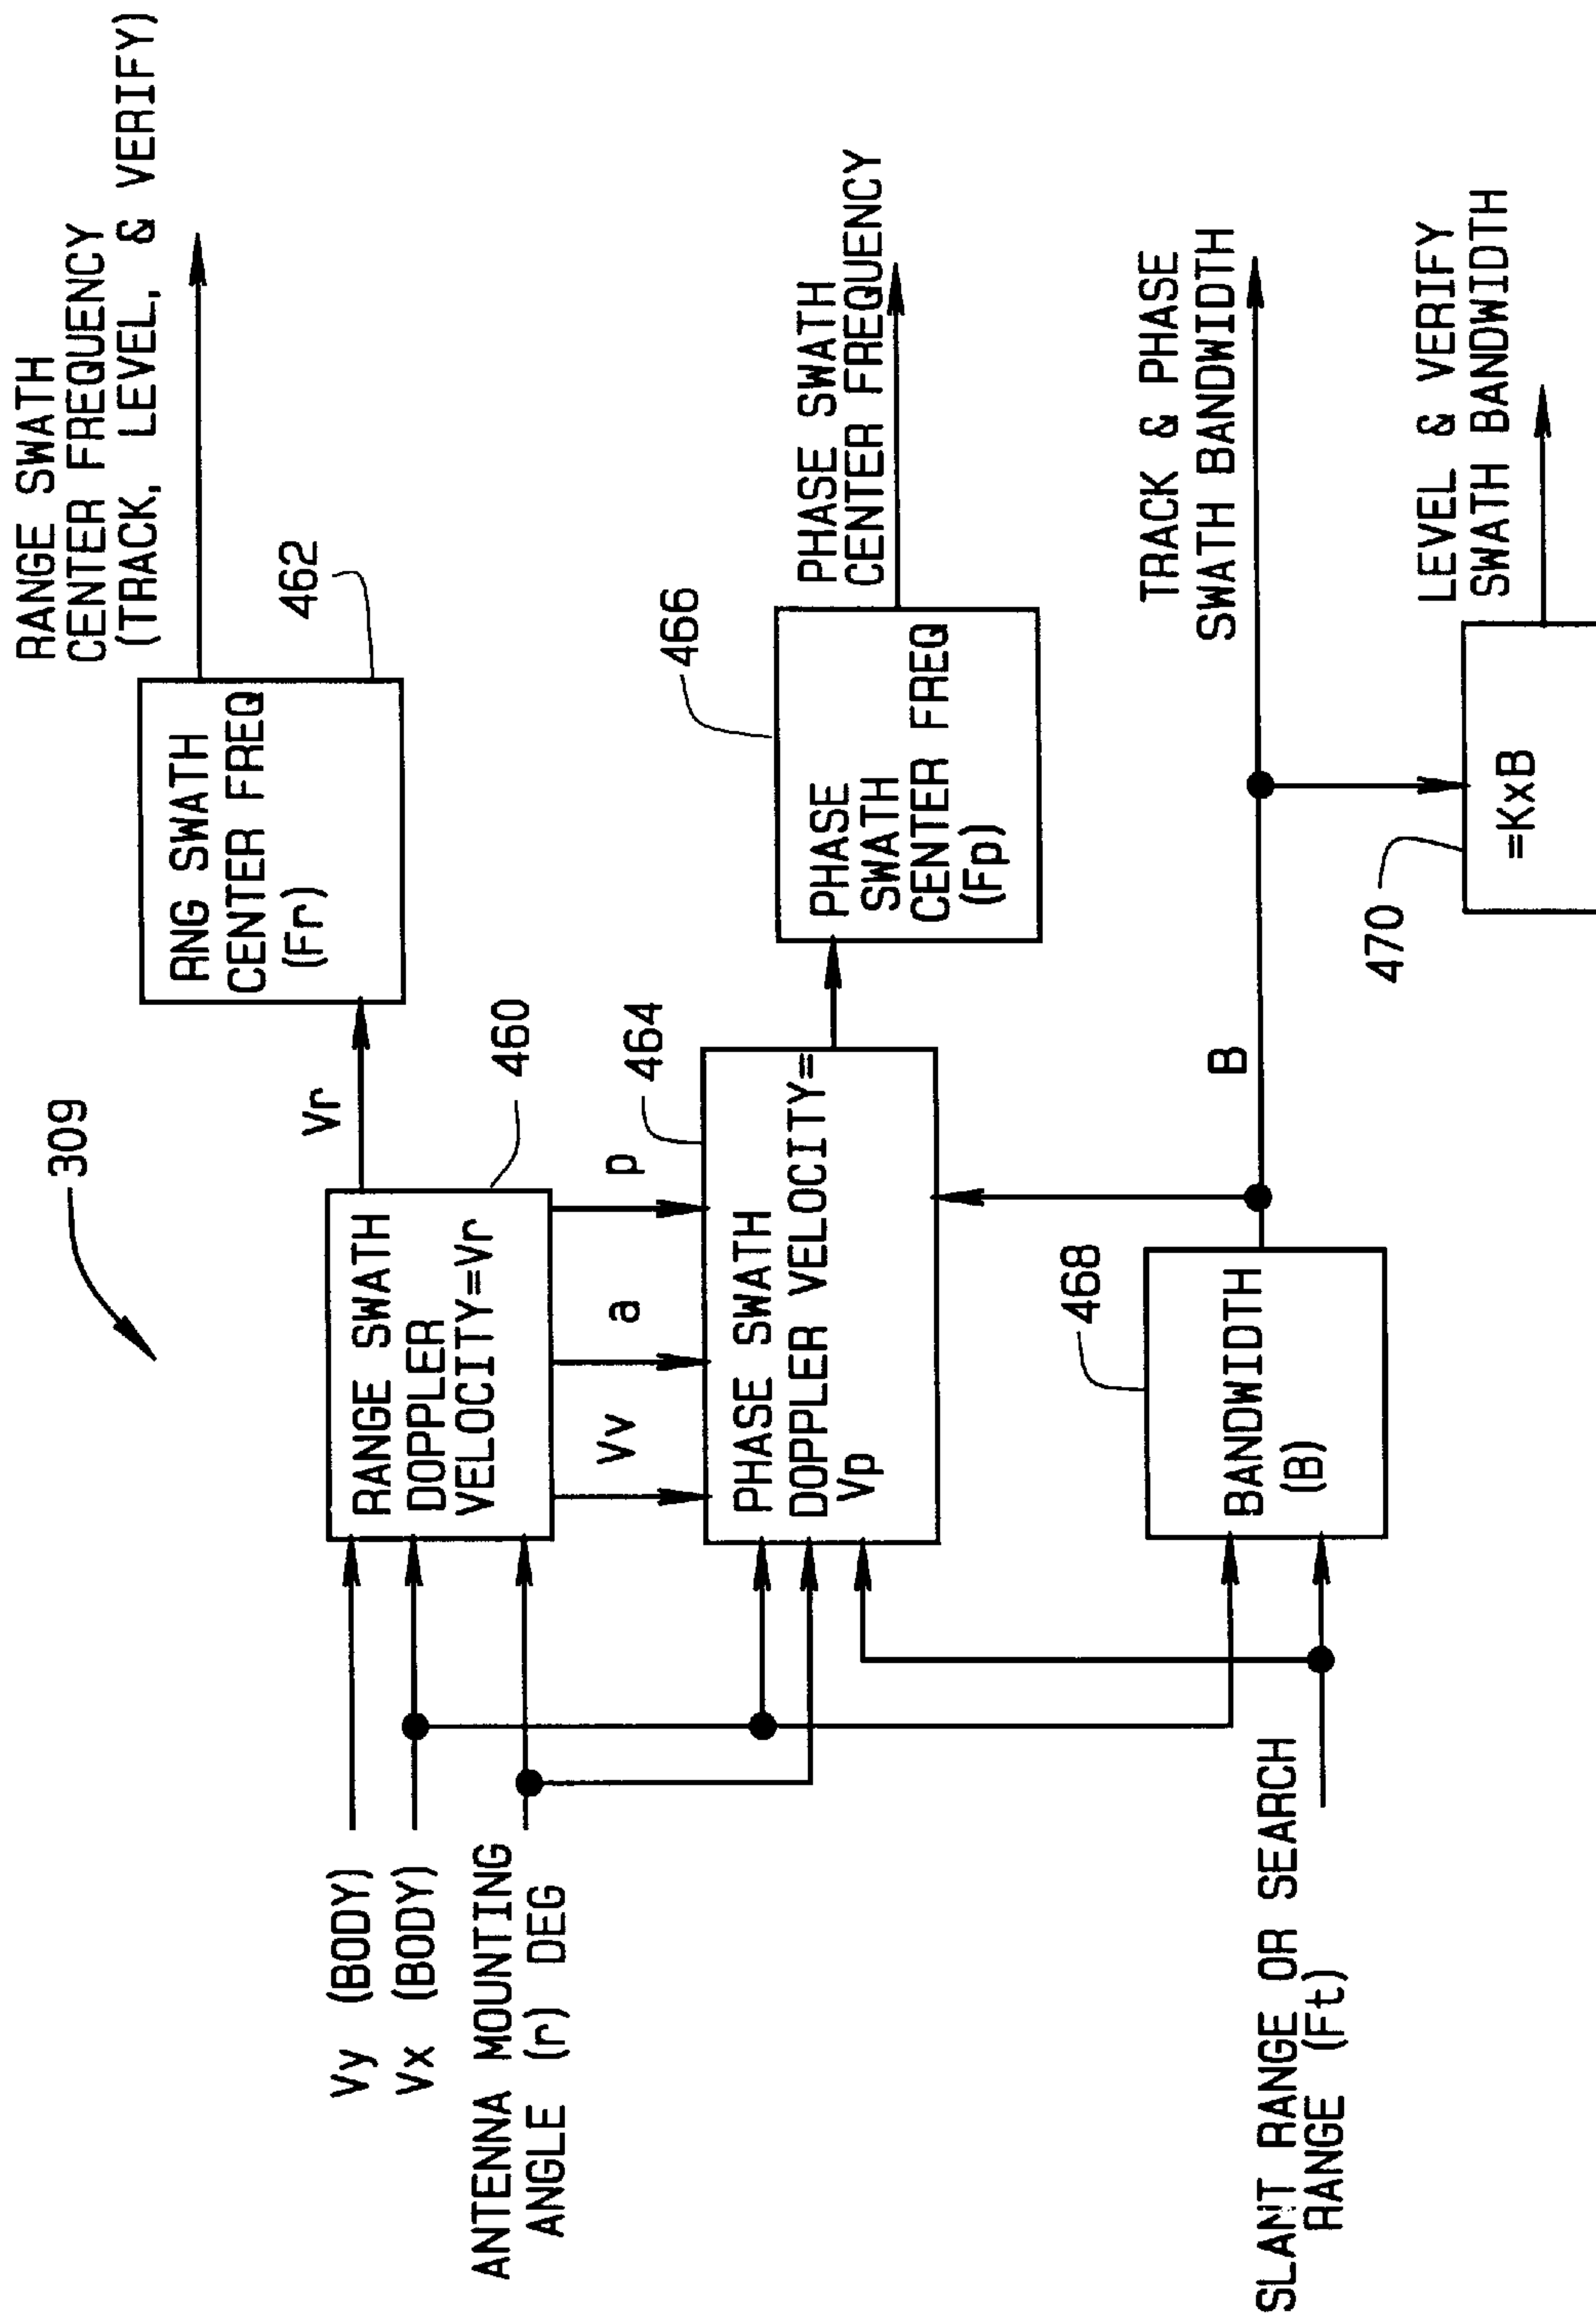 309
Vy (BODY)
Vx (BODY)
ANTENNA MOUNTING
ANGLE (r) DEG
SLANT RANGE OR SEARCH
RANGE (Ft)
RANGE SWATH
DOPPLER
VELOCITY=Vr
460
Vr
RNG SWATH
CENTER FREQ
(Fr)
462
RANGE SWATH
CENTER FREQUENCY
(TRACK, LEVEL, & VERIFY)
Vv
a
p
PHASE SWATH
DOPPLER VELOCITY=
Vp
464
PHASE
SWATH
CENTER FREQ
(Fp)
466
PHASE SWATH
CENTER FREQUENCY
BANDWIDTH
(B)
468
B
TRACK & PHASE
SWATH BANDWIDTH
=KxB
470
LEVEL & VERIFY
SWATH BANDWIDTH